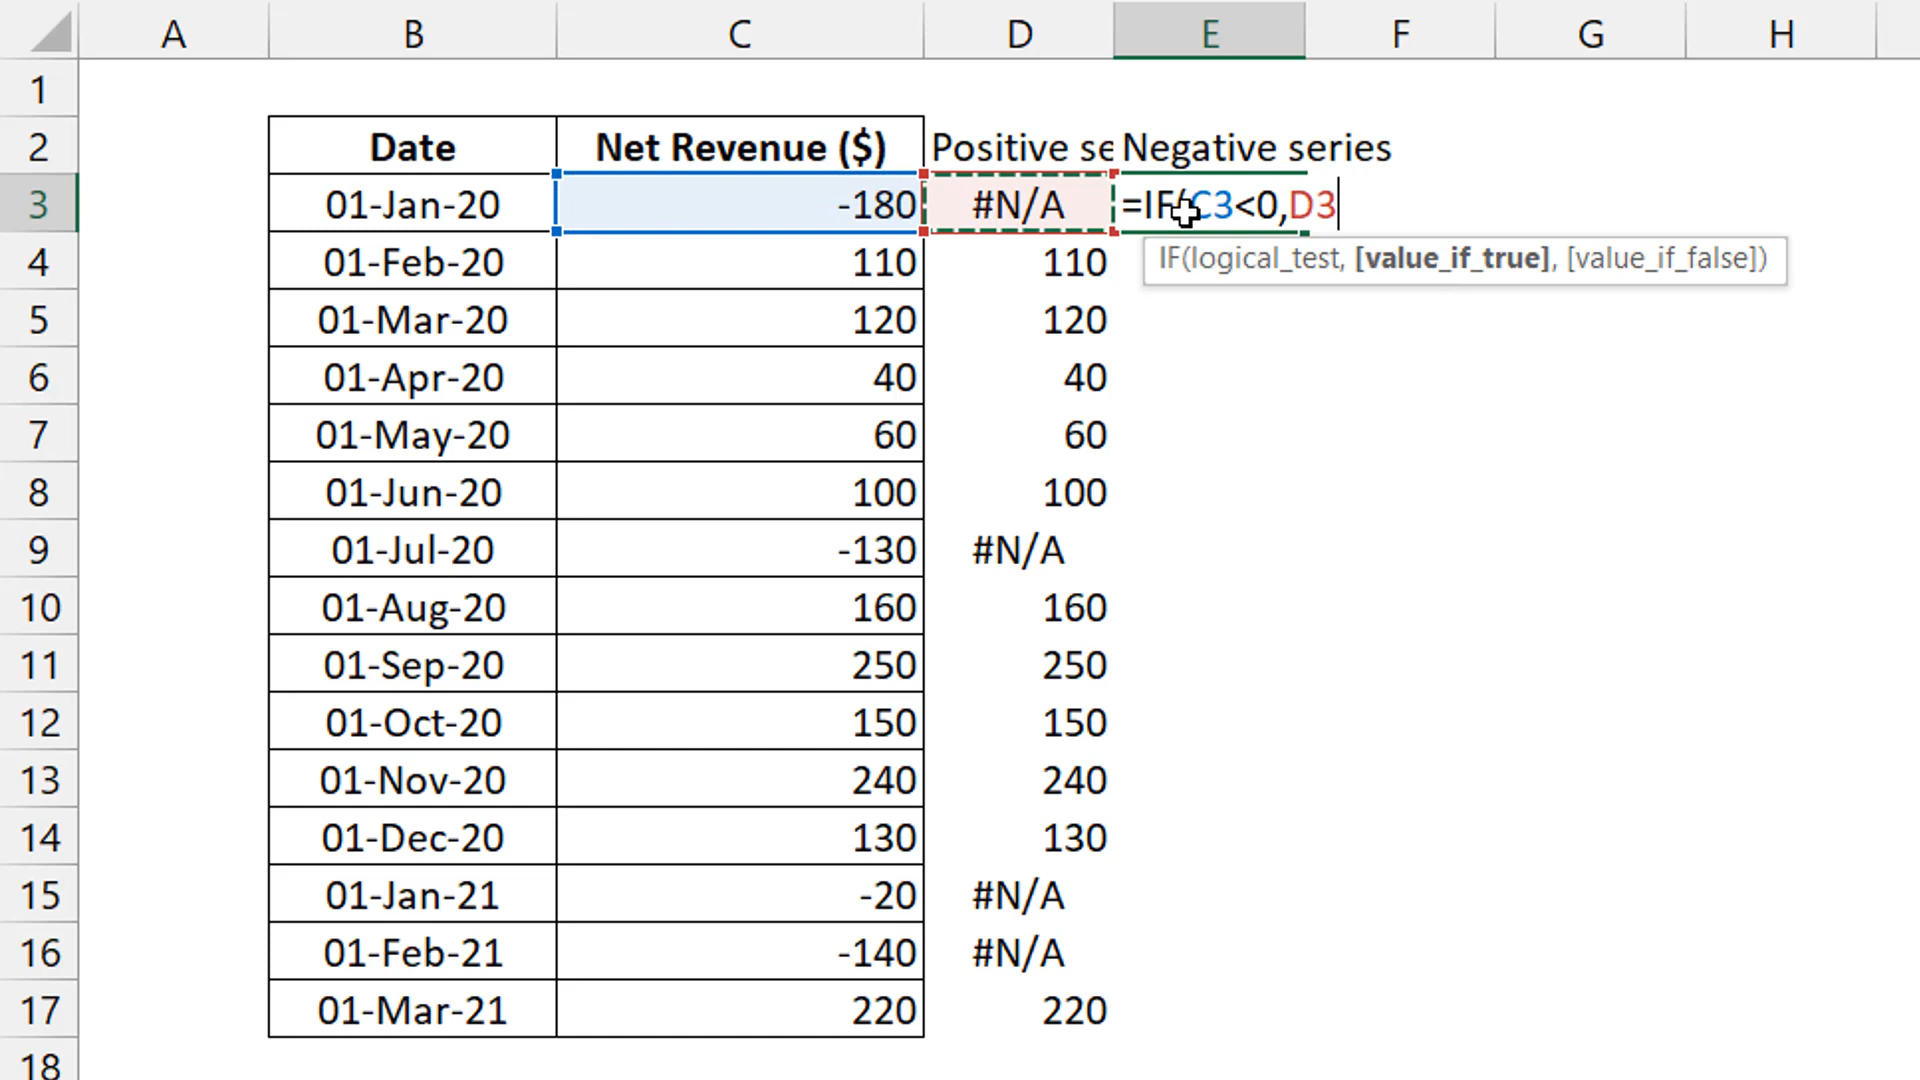 A B C D E F G H
1
2 Date Net Revenue ($) Positive se Negative series
3 01-Jan-20 -180 #N/A =IF(C3<0,D3
IF(logical_test, [value_if_true], [value_if_false])
4 01-Feb-20 110 110
5 01-Mar-20 120 120
6 01-Apr-20 40 40
7 01-May-20 60 60
8 01-Jun-20 100 100
9 01-Jul-20 -130 #N/A
10 01-Aug-20 160 160
11 01-Sep-20 250 250
12 01-Oct-20 150 150
13 01-Nov-20 240 240
14 01-Dec-20 130 130
15 01-Jan-21 -20 #N/A
16 01-Feb-21 -140 #N/A
17 01-Mar-21 220 220
18